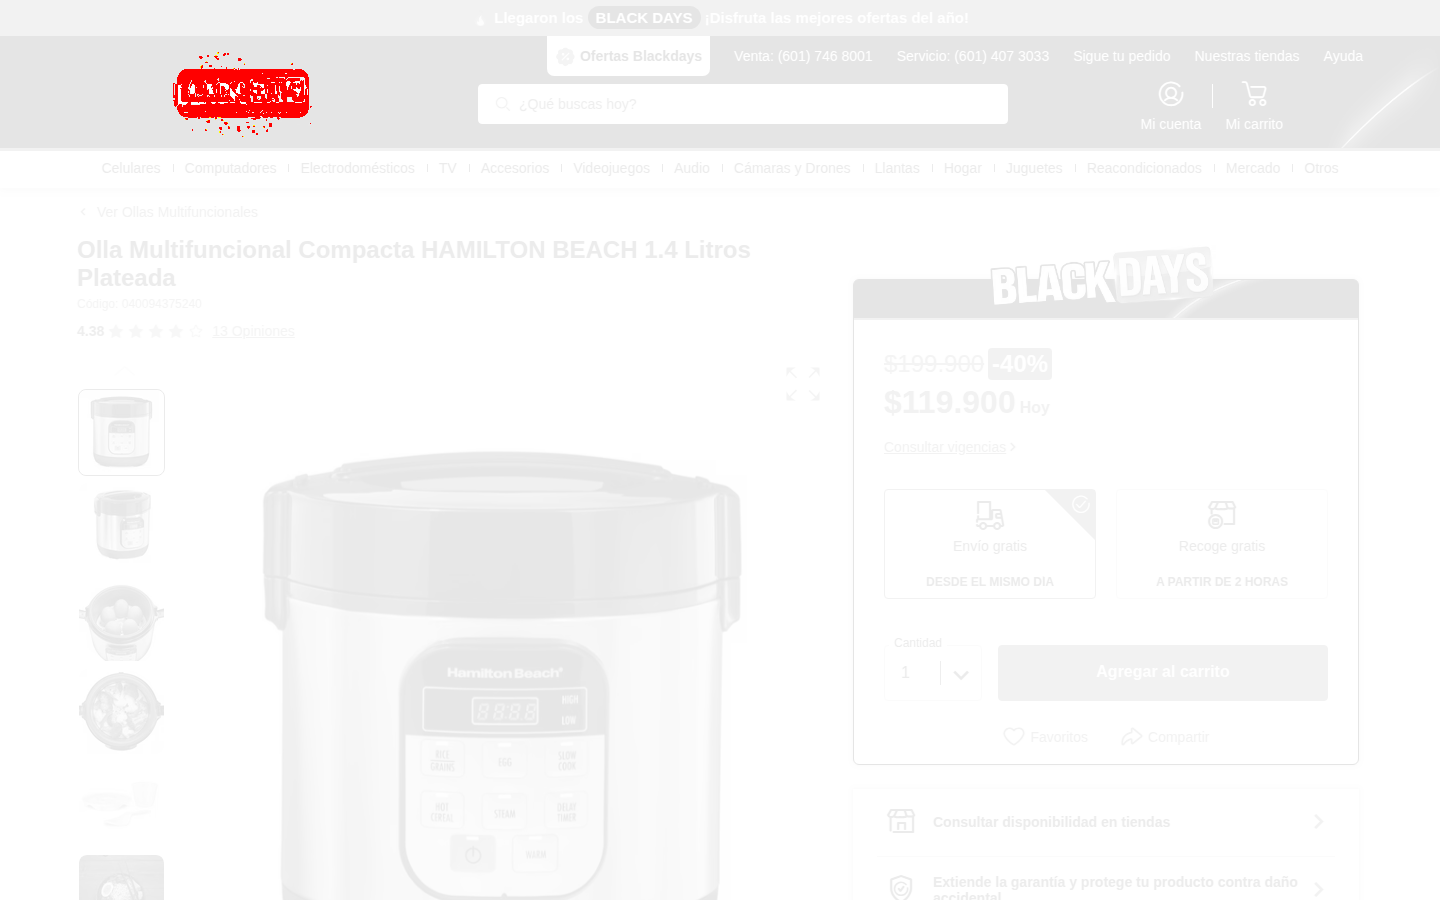 Llegaron los BLACK DAYS ¡Disfruta las mejores ofertas del año!
Ofertas Blackdays Venta: (601) 746 8001 Servicio: (601) 407 3033 Sigue tu pedido Nuestras tiendas Ayuda
¿Qué buscas hoy?
Mi cuenta Mi carrito
Celulares Computadores Electrodomésticos TV Accesorios Videojuegos Audio Cámaras y Drones Llantas Hogar Juguetes Reacondicionados Mercado Otros
Ver Ollas Multifuncionales
Olla Multifuncional Compacta HAMILTON BEACH 1.4 Litros
Plateada
Codigo: 040094375240
4.38 13 Opiniones
Hamilton Beach
8888
HIGH
LOW
RICE
GRAINS
EGG
SLOW
COOK
HOT
CEREAL
STEAM
DELAY
TIMER
WARM
BLACK DAYS
$199.900 -40%
$119.900 Hoy
Consultar vigencias
Envío gratis
DESDE EL MISMO DIA
Recoge gratis
A PARTIR DE 2 HORAS
Cantidad
1
Agregar al carrito
Favoritos Compartir
Consultar disponibilidad en tiendas
Extiende la garantía y protege tu producto contra daño
accidental